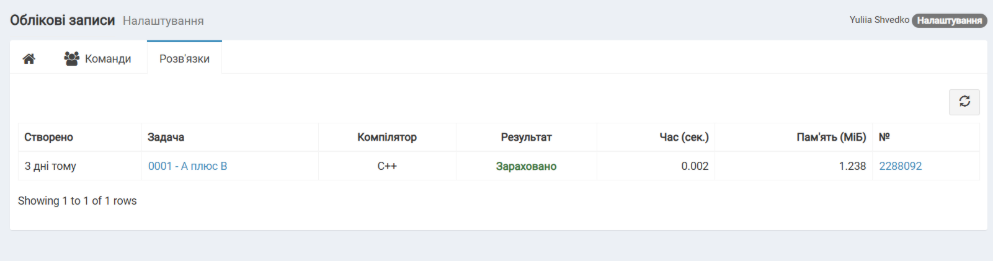 Облікові записи Налаштування
Yuliia Shvedko Налаштування
Команди Розв'язки
Створено Задача Компілятор Результат Час (сек.) Пам'ять (МіБ) №
3 дні тому 0001 - А плюс В C++ Зараховано 0.002 1.238 2288092
Showing 1 to 1 of 1 rows